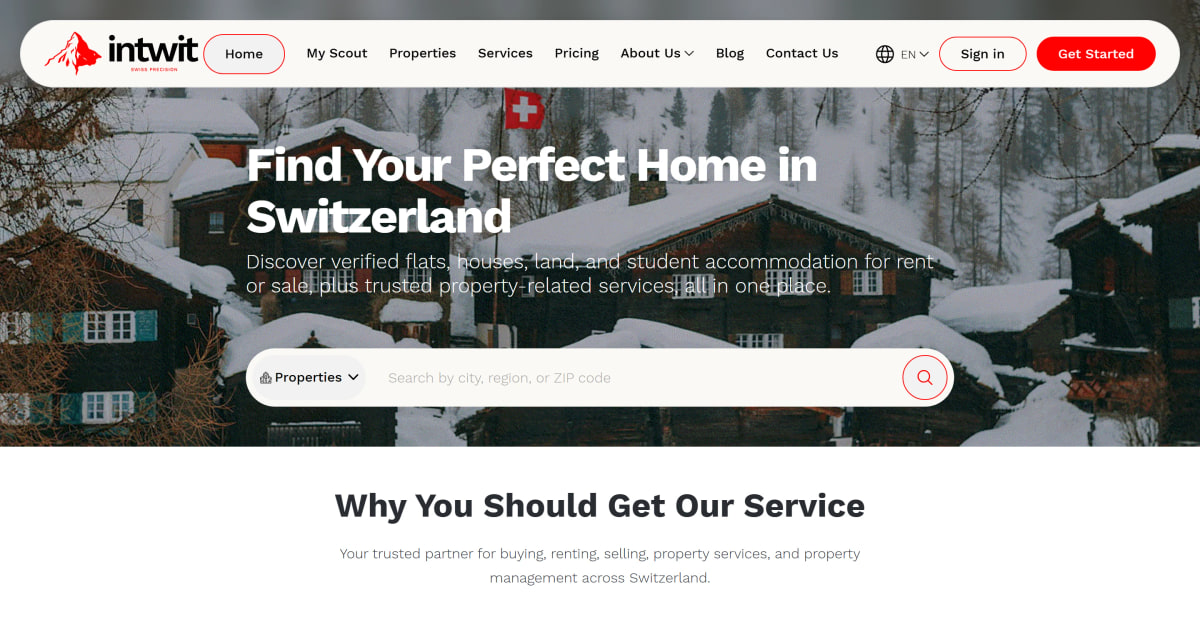 intwit
SWISS PRECISION
Home
My Scout
Properties
Services
Pricing
About Us
Blog
Contact Us
EN
Sign in
Get Started
Find Your Perfect Home in
Switzerland
Discover verified flats, houses, land, and student accommodation for rent
or sale, plus trusted property-related services, all in one place.
Properties
Search by city, region, or ZIP code
Why You Should Get Our Service
Your trusted partner for buying, renting, selling, property services, and property
management across Switzerland.